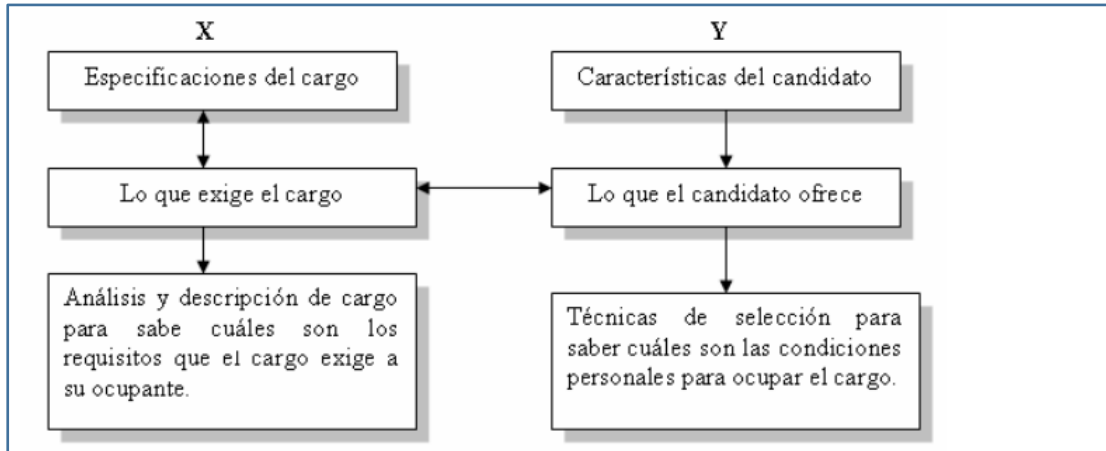 X
Especificaciones del cargo
Lo que exige el cargo
Análisis y descripción de cargo
para sabe cuáles son los
requisitos que el cargo exige a
su ocupante.
Y
Características del candidato
Lo que el candidato ofrece
Técnicas de selección para
saber cuáles son las condiciones
personales para ocupar el cargo.